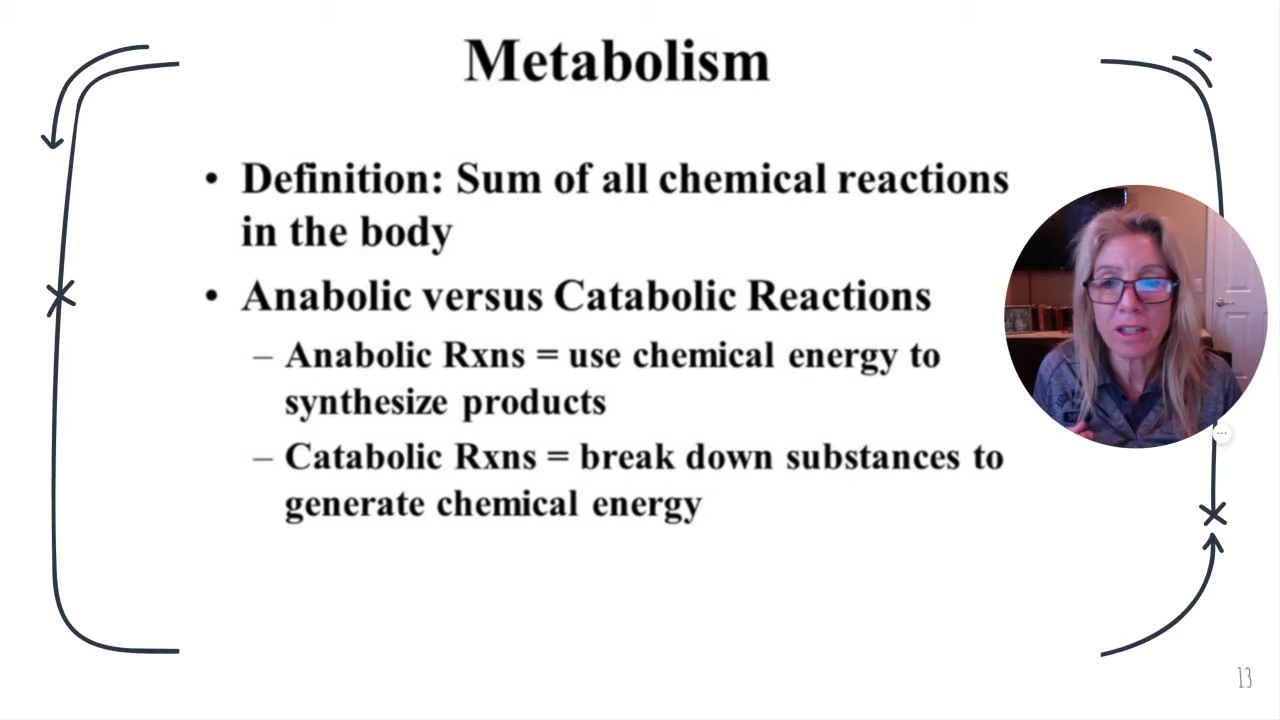 Metabolism
• Definition: Sum of all chemical reactions
in the body
• Anabolic versus Catabolic Reactions
– Anabolic Rxns = use chemical energy to
synthesize products
– Catabolic Rxns = break down substances to
generate chemical energy
13